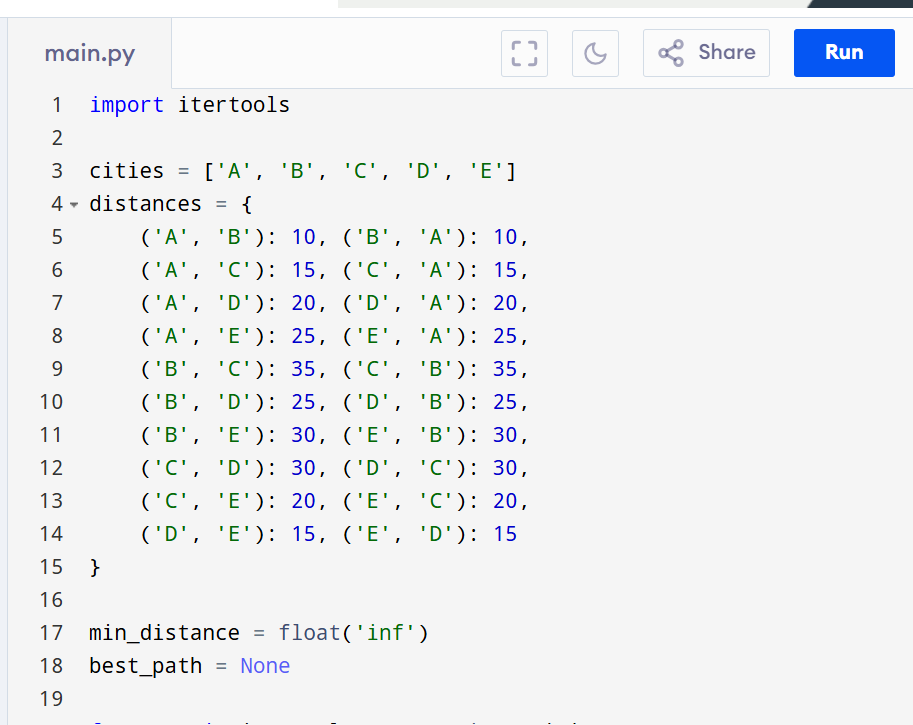 main.py Share Run
1 import itertools
2
3 cities = ['A', 'B', 'C', 'D', 'E']
4 distances = {
5 ('A', 'B'): 10, ('B', 'A'): 10,
6 ('A', 'C'): 15, ('C', 'A'): 15,
7 ('A', 'D'): 20, ('D', 'A'): 20,
8 ('A', 'E'): 25, ('E', 'A'): 25,
9 ('B', 'C'): 35, ('C', 'B'): 35,
10 ('B', 'D'): 25, ('D', 'B'): 25,
11 ('B', 'E'): 30, ('E', 'B'): 30,
12 ('C', 'D'): 30, ('D', 'C'): 30,
13 ('C', 'E'): 20, ('E', 'C'): 20,
14 ('D', 'E'): 15, ('E', 'D'): 15
15 }
16
17 min_distance = float('inf')
18 best_path = None
19